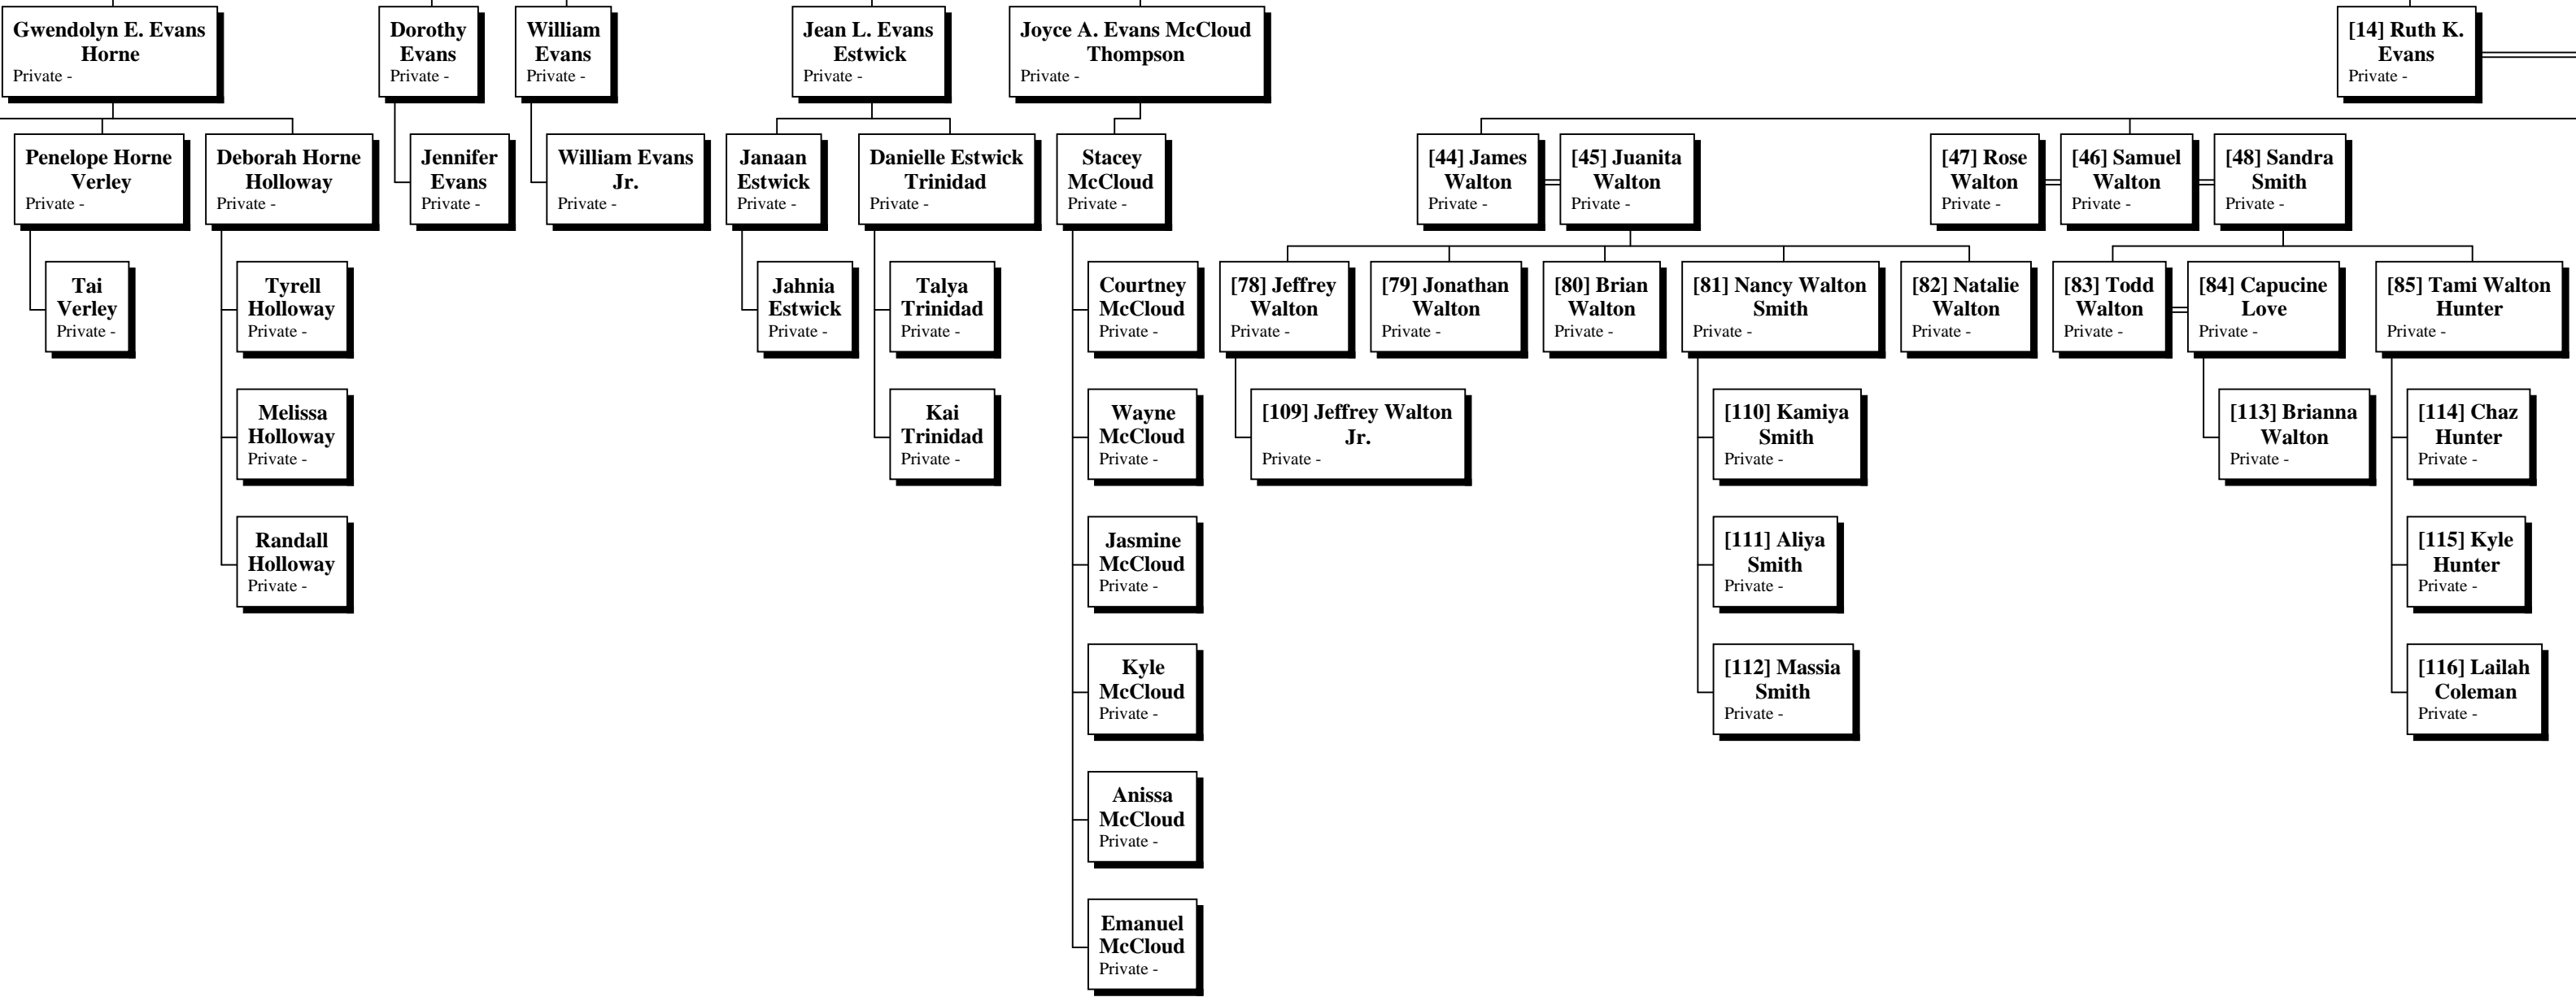 Gwendolyn E. Evans
Horne
Private -
Dorothy
Evans
Private -
William
Evans
Private -
Jean L. Evans
Estwick
Private -
Joyce A. Evans McCloud
Thompson
Private -
[14] Ruth K.
Evans
Private -
Penelope Horne
Verley
Private -
Deborah Horne
Holloway
Private -
Jennifer
Evans
Private -
William Evans
Jr.
Private -
Janaan
Estwick
Private -
Danielle Estwick
Trinidad
Private -
Stacey
McCloud
Private -
[44] James
Walton
Private -
[45] Juanita
Walton
Private -
[47] Rose
Walton
Private -
[46] Samuel
Walton
Private -
[48] Sandra
Smith
Private -
Tai
Verley
Private -
Tyrell
Holloway
Private -
Jahnia
Estwick
Private -
Talya
Trinidad
Private -
Courtney
McCloud
Private -
[78] Jeffrey
Walton
Private -
[79] Jonathan
Walton
Private -
[80] Brian
Walton
Private -
[81] Nancy Walton
Smith
Private -
[82] Natalie
Walton
Private -
[83] Todd
Walton
Private -
[84] Capucine
Love
Private -
[85] Tami Walton
Hunter
Private -
Melissa
Holloway
Private -
Kai
Trinidad
Private -
Wayne
McCloud
Private -
[109] Jeffrey Walton
Jr.
Private -
[110] Kamiya
Smith
Private -
[113] Brianna
Walton
Private -
[114] Chaz
Hunter
Private -
Randall
Holloway
Private -
Jasmine
McCloud
Private -
[111] Aliya
Smith
Private -
[115] Kyle
Hunter
Private -
Kyle
McCloud
Private -
[112] Massia
Smith
Private -
[116] Lailah
Coleman
Private -
Anissa
McCloud
Private -
Emanuel
McCloud
Private -